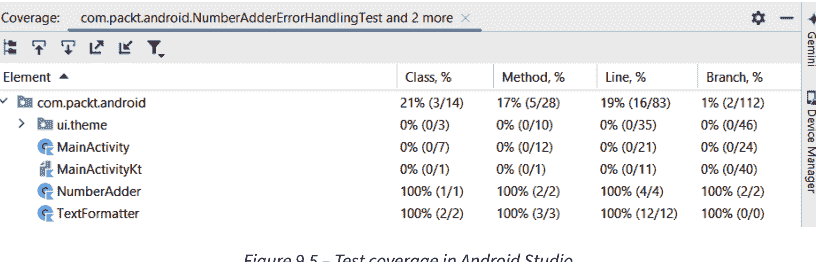 Coverage: com.packt.android.NumberAdderErrorHandlingTest and 2 more ×
Element Class, % Method, % Line, % Branch, %
com.packt.android 21% (3/14) 17% (5/28) 19% (16/83) 1% (2/112)
ui.theme 0% (0/3) 0% (0/10) 0% (0/35) 0% (0/46)
MainActivity 0% (0/7) 0% (0/12) 0% (0/21) 0% (0/24)
MainActivityKt 0% (0/1) 0% (0/1) 0% (0/11) 0% (0/40)
NumberAdder 100% (1/1) 100% (2/2) 100% (4/4) 100% (2/2)
TextFormatter 100% (2/2) 100% (3/3) 100% (12/12) 100% (0/0)
Gemini
Device Manager
Figure 9.5 – Test coverage in Android Studio